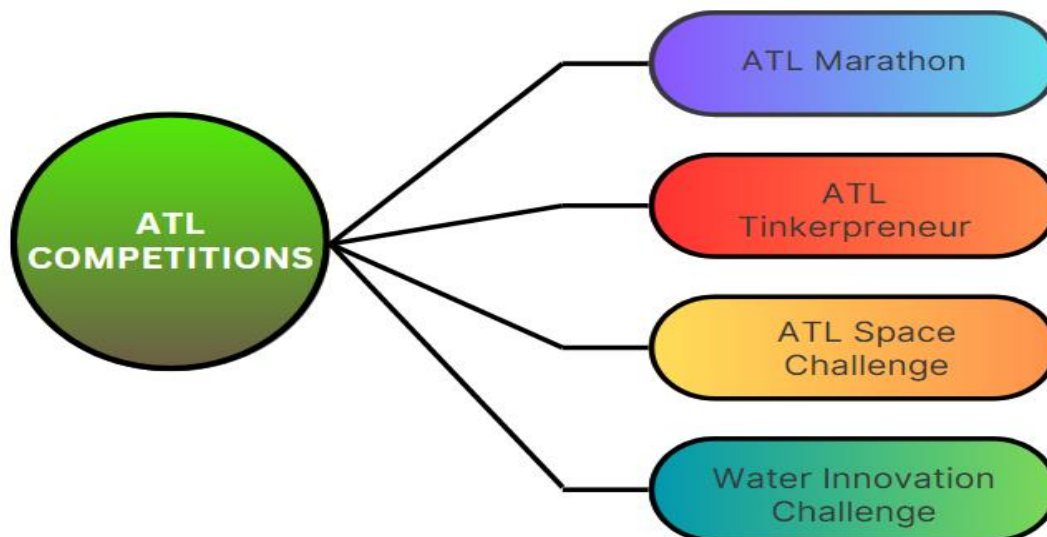 ATL
COMPETITIONS
ATL Marathon
ATL
Tinkerpreneur
ATL Space
Challenge
Water Innovation
Challenge